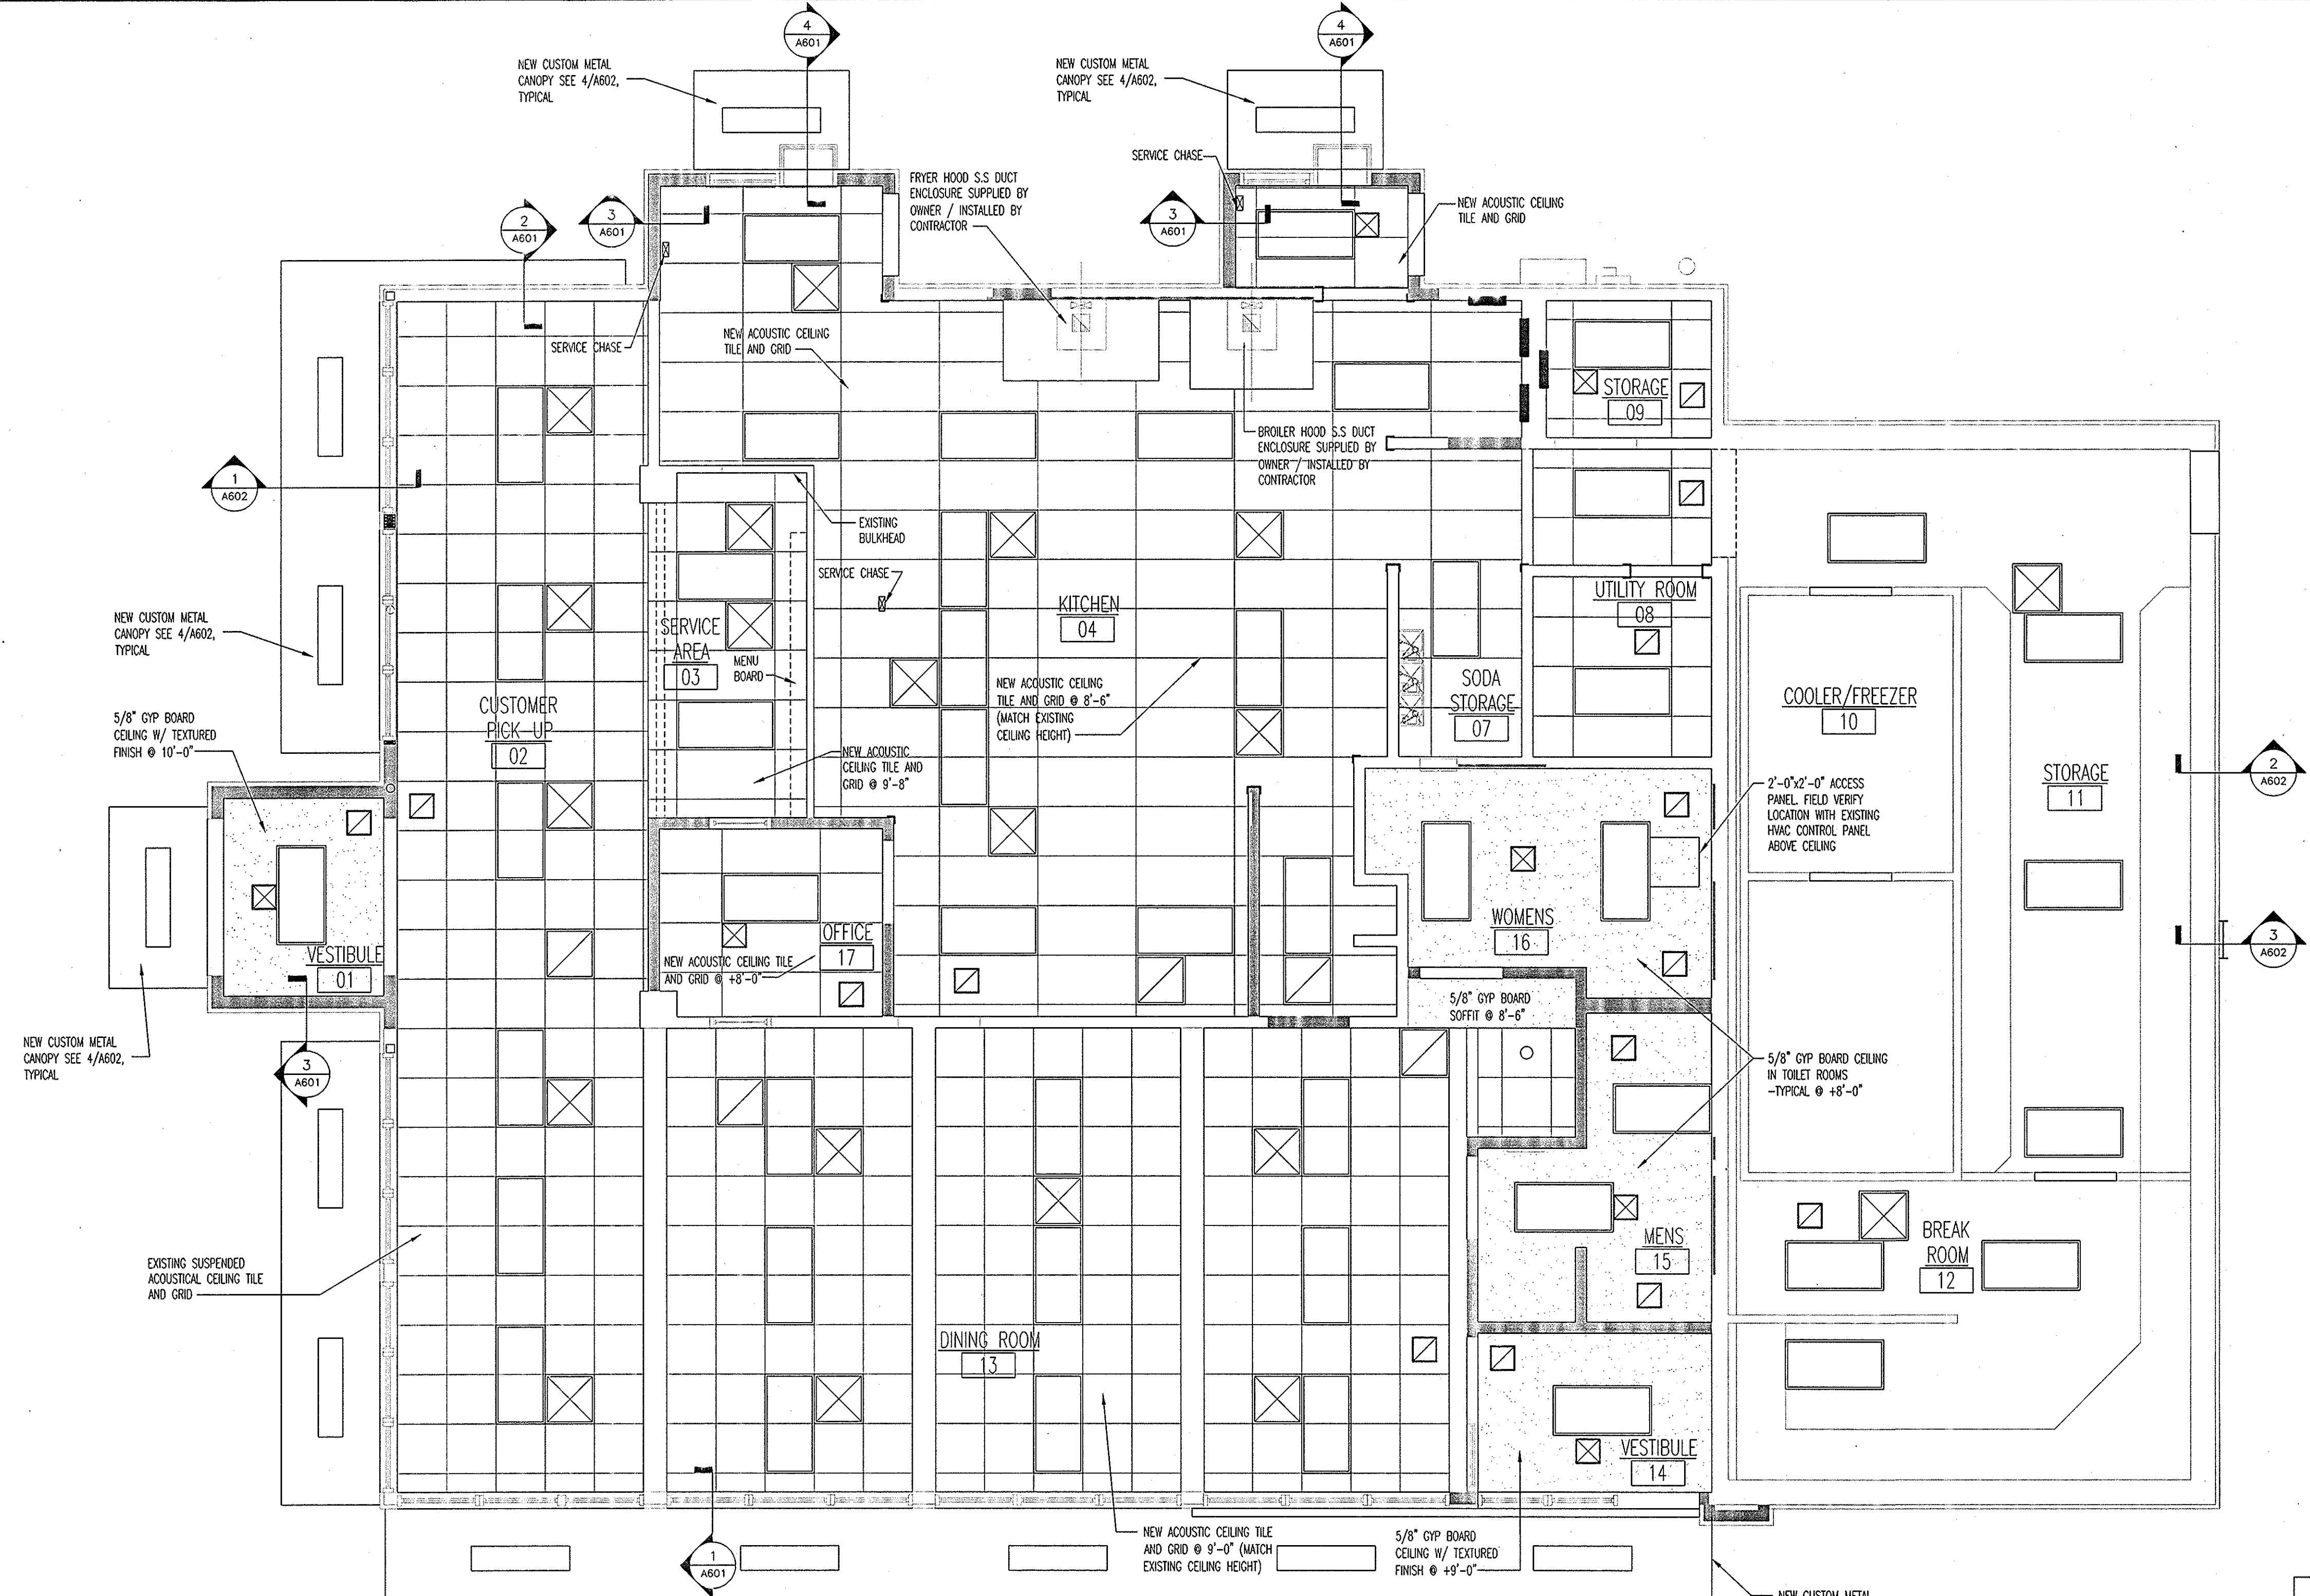 4
A601
4
A601
NEW CUSTOM METAL
CANOPY SEE 4/A602,
TYPICAL
NEW CUSTOM METAL
CANOPY SEE 4/A602,
TYPICAL
SERVICE CHASE
FRYER HOOD S.S DUCT
ENCLOSURE SUPPLIED BY
OWNER / INSTALLED BY
CONTRACTOR
2
A601
3
A601
3
A601
NEW ACOUSTIC CEILING
TILE AND GRID
SERVICE CHASE
NEW ACOUSTIC CEILING
TILE AND GRID
STORAGE
09
BROILER HOOD S.S DUCT
ENCLOSURE SUPPLIED BY
OWNER / INSTALLED BY
CONTRACTOR
1
A602
EXISTING
BULKHEAD
SERVICE CHASE
KITCHEN
04
UTILITY ROOM
08
NEW CUSTOM METAL
CANOPY SEE 4/A602,
TYPICAL
SERVICE
AREA
03
MENU
BOARD
NEW ACOUSTIC CEILING
TILE AND GRID @ 8'-6"
(MATCH EXISTING
CEILING HEIGHT)
SODA
STORAGE
07
COOLER/FREEZER
10
CUSTOMER
PICK-UP
02
5/8" GYP BOARD
CEILING W/ TEXTURED
FINISH @ 10'-0"
NEW ACOUSTIC
CEILING TILE AND
GRID @ 9'-8"
STORAGE
11
2
A602
2'-0"x2'-0" ACCESS
PANEL. FIELD VERIFY
LOCATION WITH EXISTING
HVAC CONTROL PANEL
ABOVE CEILING
WOMENS
16
3
A602
OFFICE
17
NEW ACOUSTIC CEILING TILE
AND GRID @ +8'-0"
VESTIBULE
01
5/8" GYP BOARD
SOFFIT @ 8'-6"
NEW CUSTOM METAL
CANOPY SEE 4/A602,
TYPICAL
3
A601
5/8" GYP BOARD CEILING
IN TOILET ROOMS
-TYPICAL @ +8'-0"
EXISTING SUSPENDED
ACOUSTICAL CEILING TILE
AND GRID
MENS
15
BREAK
ROOM
12
DINING ROOM
13
VESTIBULE
14
1
A601
NEW ACOUSTIC CEILING TILE
AND GRID @ 9'-0" (MATCH
EXISTING CEILING HEIGHT)
5/8" GYP BOARD
CEILING W/ TEXTURED
FINISH @ +9'-0"
NEW CUSTOM METAL